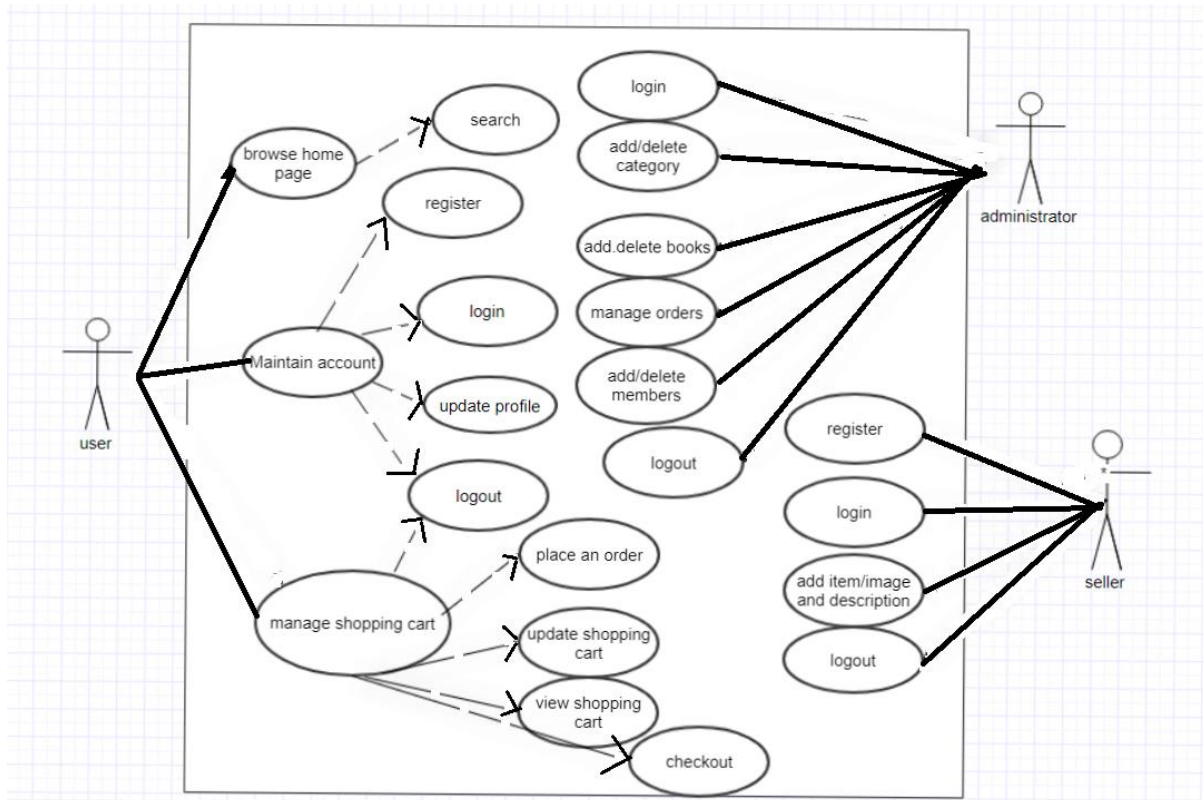 login
search
add/delete
category
browse home
page
register
administrator
add.delete books
login
manage orders
Maintain account
add/delete
members
update profile
register
user
logout
logout
login
place an order
add item/image
and description
seller
manage shopping cart
update shopping
cart
logout
view shopping
cart
checkout